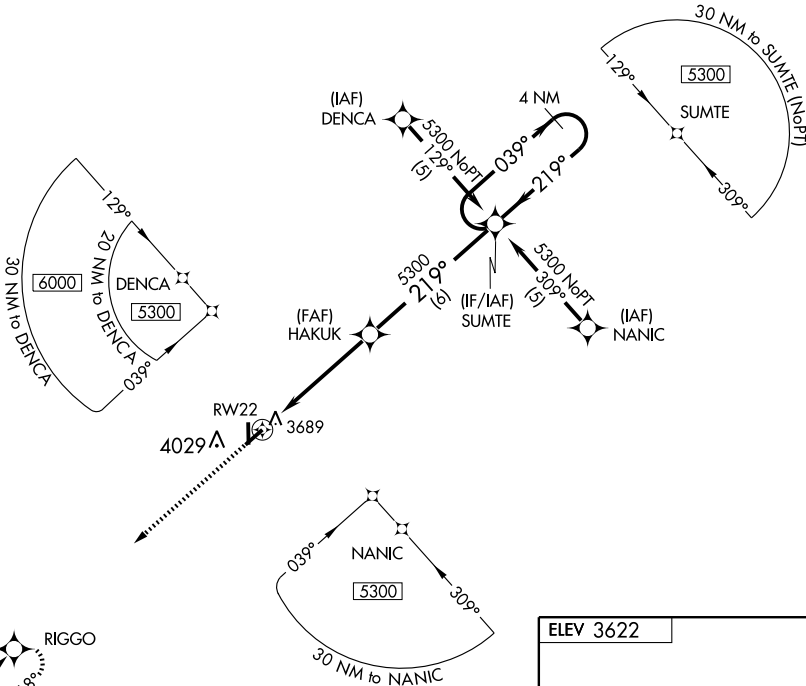 30 NM to SUMTE (NoPT)
129°
5300
SUMTE
309°
(IAF)
DENCA
5300 NoPT
129°
(5)
4 NM
039°
219°
129°
30 NM to DENCA
6000
20 NM to DENCA
DENCA
5300
039°
5300
219°
(6)
(IF/IAF)
SUMTE
5300 NoPT
309°
(5)
(IAF)
NANIC
(FAF)
HAKUK
RW22
3689
4029
039°
NANIC
5300
309°
30 NM to NANIC
RIGGO
ELEV 3622